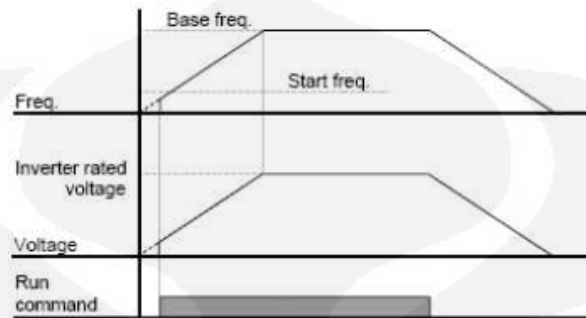 Base freq.
Start freq.
Freq.
Inverter rated
voltage
Voltage
Run
command